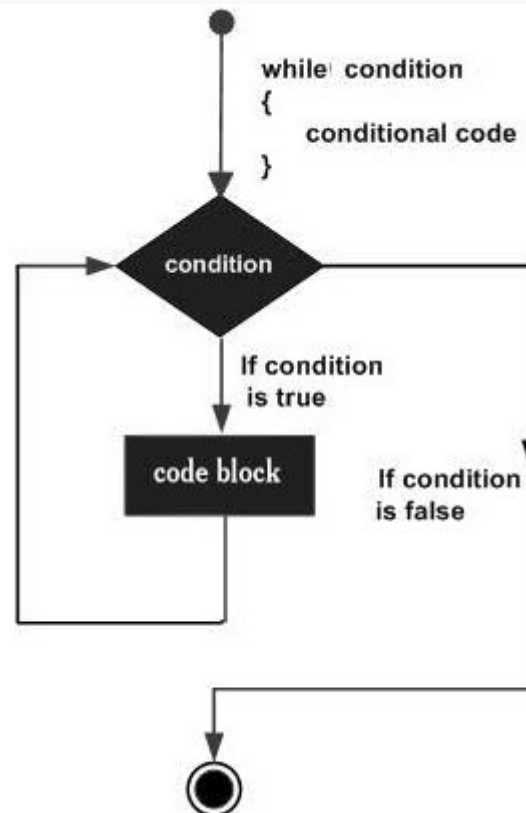 while condition
{
conditional code
}
condition
If condition
is true
code block
If condition
is false